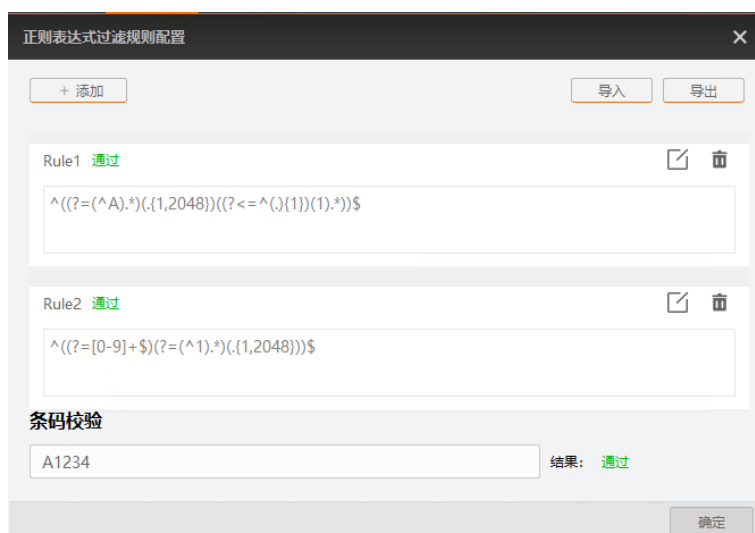 正则表达式过滤规则配置
+ 添加 导入 导出
Rule1 通过
^((?=(^A).*)(.{1,2048})((?<=^(.){1})(1).*))$
Rule2 通过
^((?=[0-9]+$)(?=(^1).*)(.{1,2048}))$
条码校验
A1234 结果： 通过
确定